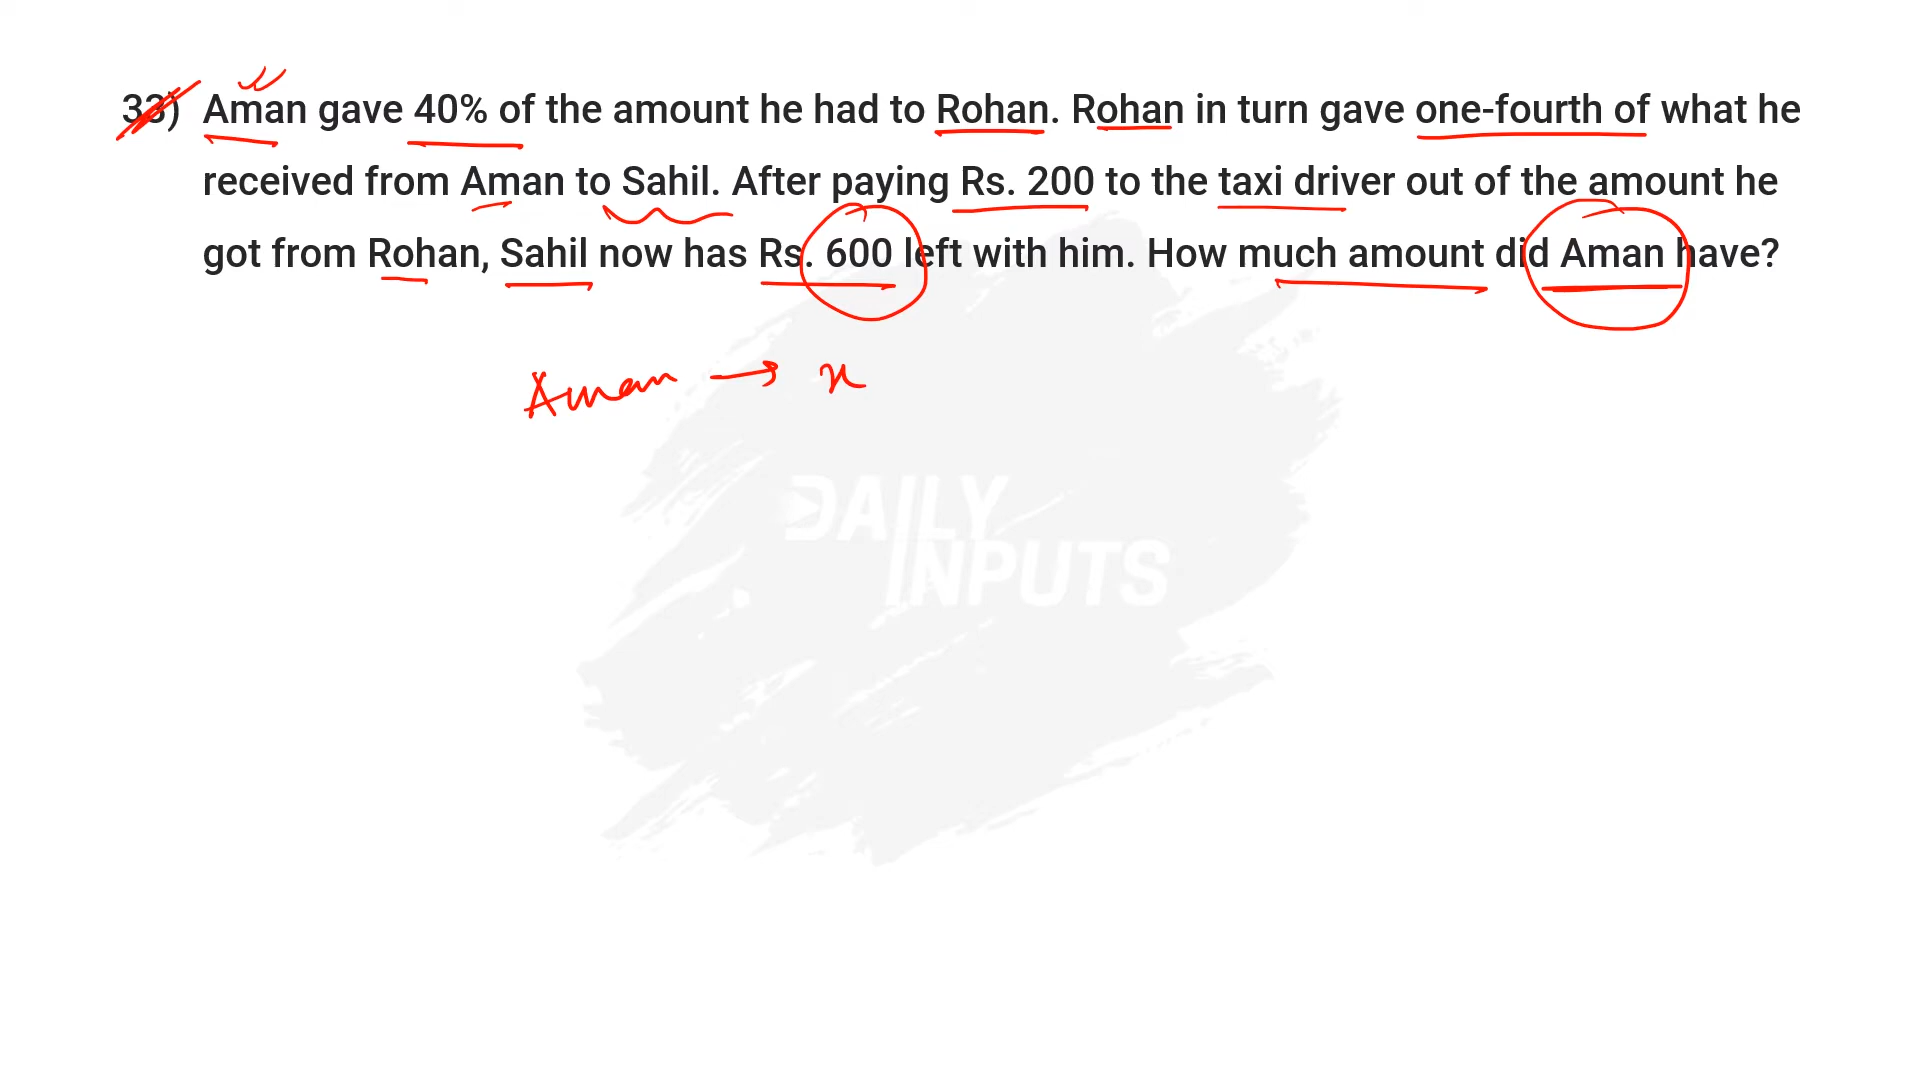 33) Aman gave 40% of the amount he had to Rohan. Rohan in turn gave one-fourth of what he
received from Aman to Sahil. After paying Rs. 200 to the taxi driver out of the amount he
got from Rohan, Sahil now has Rs. 600 left with him. How much amount did Aman have?
Aman → x
DAILY
INPUTS